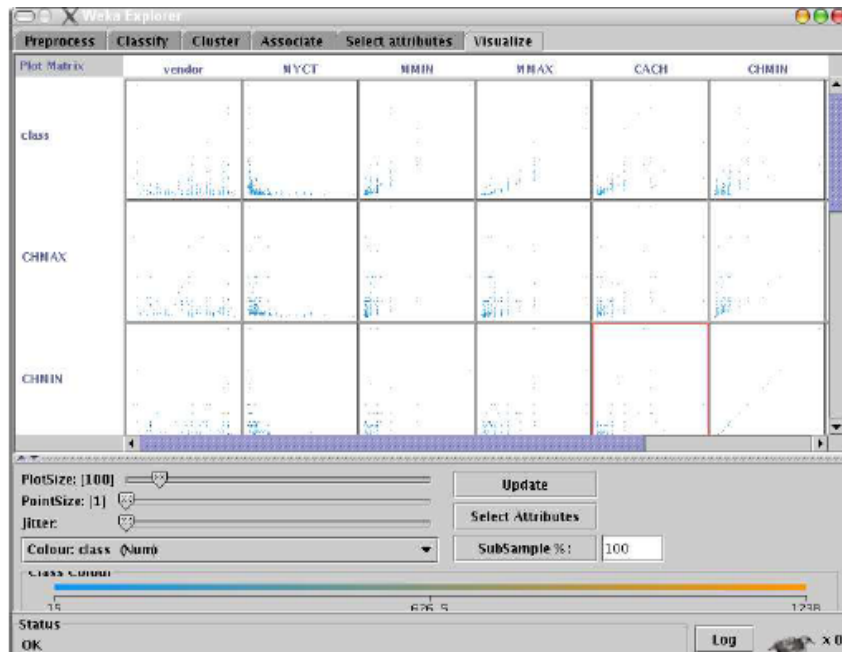 Weka Explorer
Preprocess Classify Cluster Associate Select attributes Visualize
Plot Matrix vendor MYCT MMIN MMAX CACH CHMIN
class
CHMAX
CHMIN
PlotSize: [100]
PointSize: [1]
Jitter:
Update
Select Attributes
Colour: class (Num)
SubSample %: 100
Class Colour
15 626.5 1238
Status
OK
Log
x 0